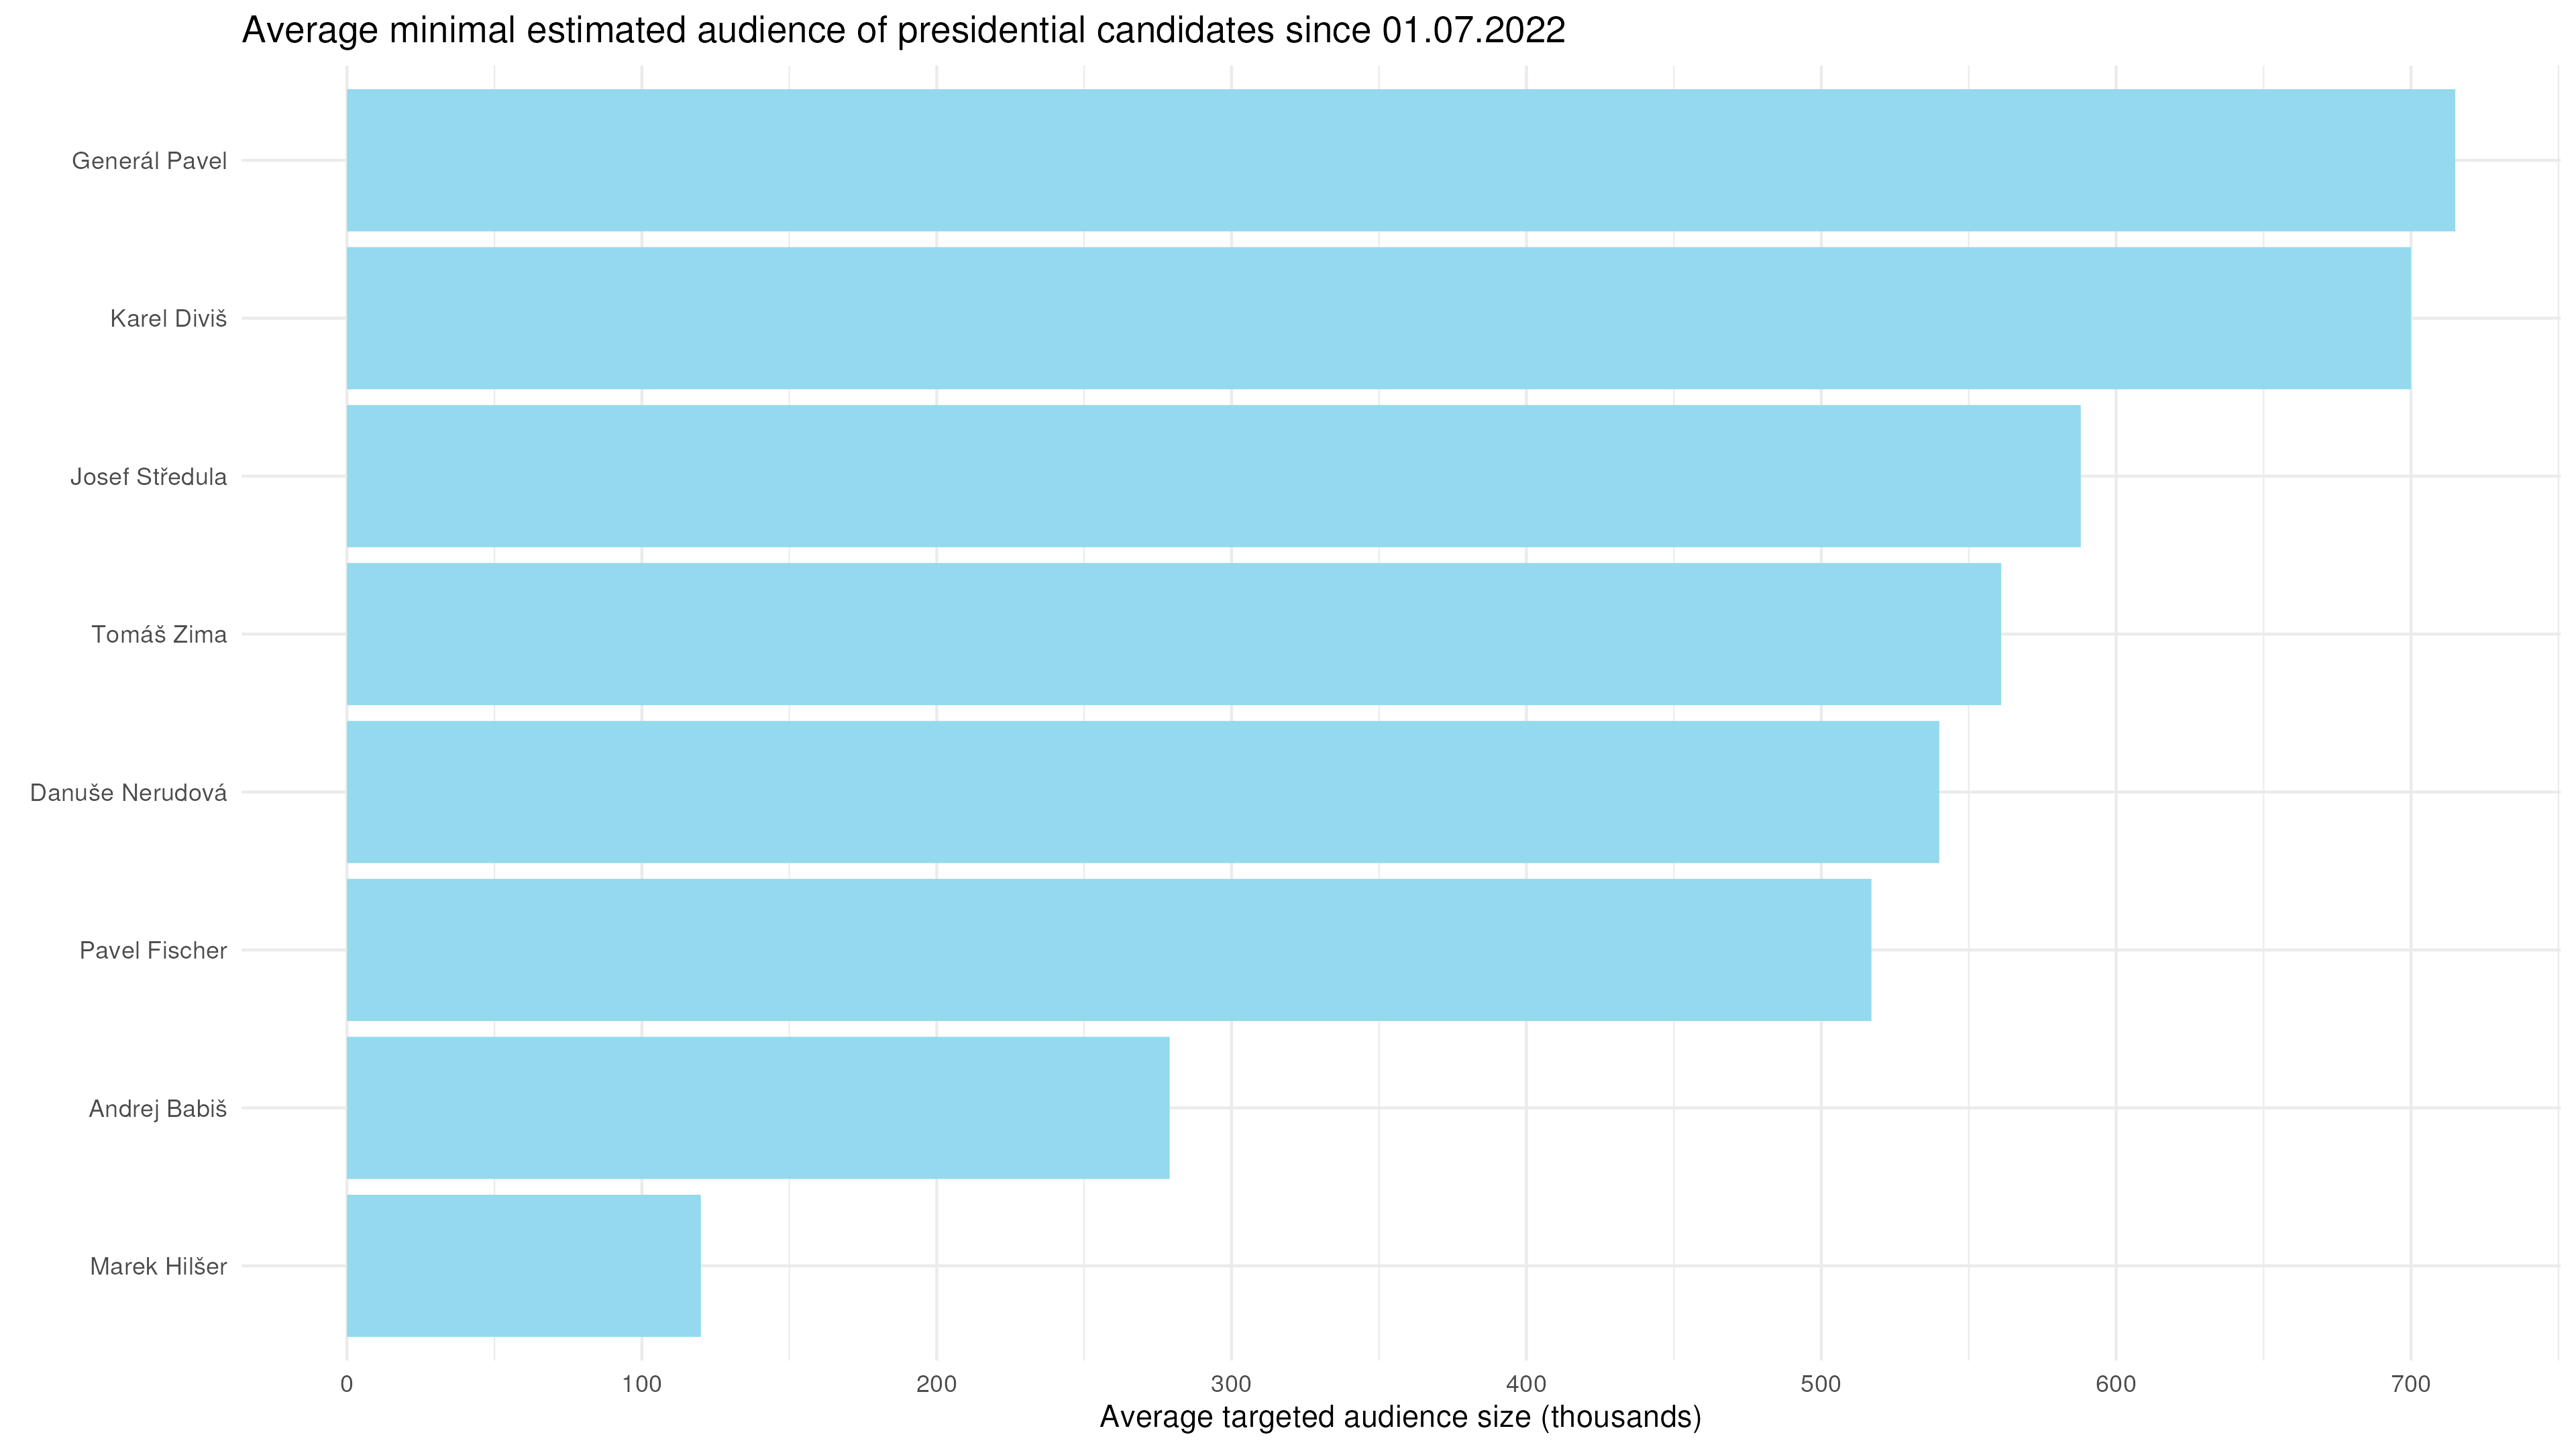 Average minimal estimated audience of presidential candidates since 01.07.2022
Generál Pavel
Karel Diviš
Josef Středula
Tomáš Zima
Danuše Nerudová
Pavel Fischer
Andrej Babiš
Marek Hilšer
0 100 200 300 400 500 600 700
Average targeted audience size (thousands)